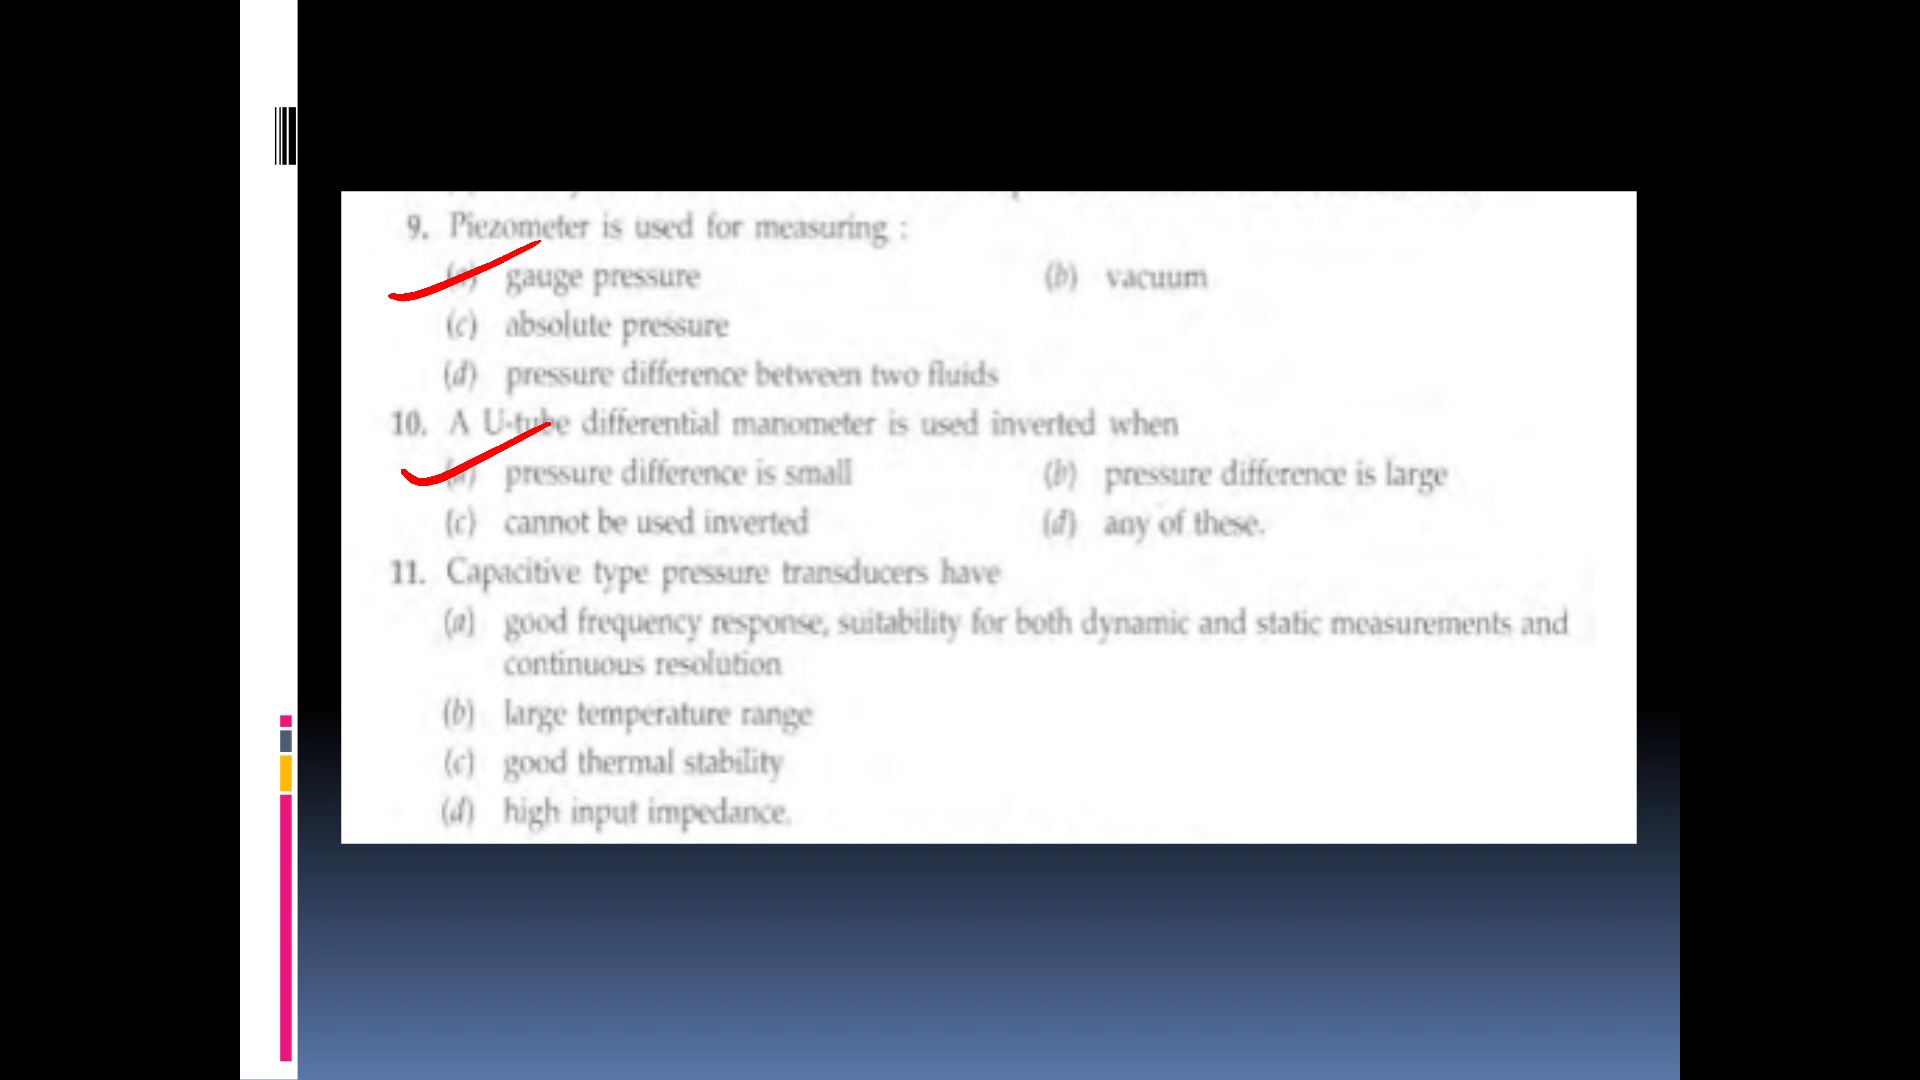 9. Piezometer is used for measuring :
(a) gauge pressure (b) vacuum
(c) absolute pressure
(d) pressure difference between two fluids
10. A U-tube differential manometer is used inverted when
(a) pressure difference is small (b) pressure difference is large
(c) cannot be used inverted (d) any of these.
11. Capacitive type pressure transducers have
(a) good frequency response, suitability for both dynamic and static measurements and
continuous resolution
(b) large temperature range
(c) good thermal stability
(d) high input impedance.